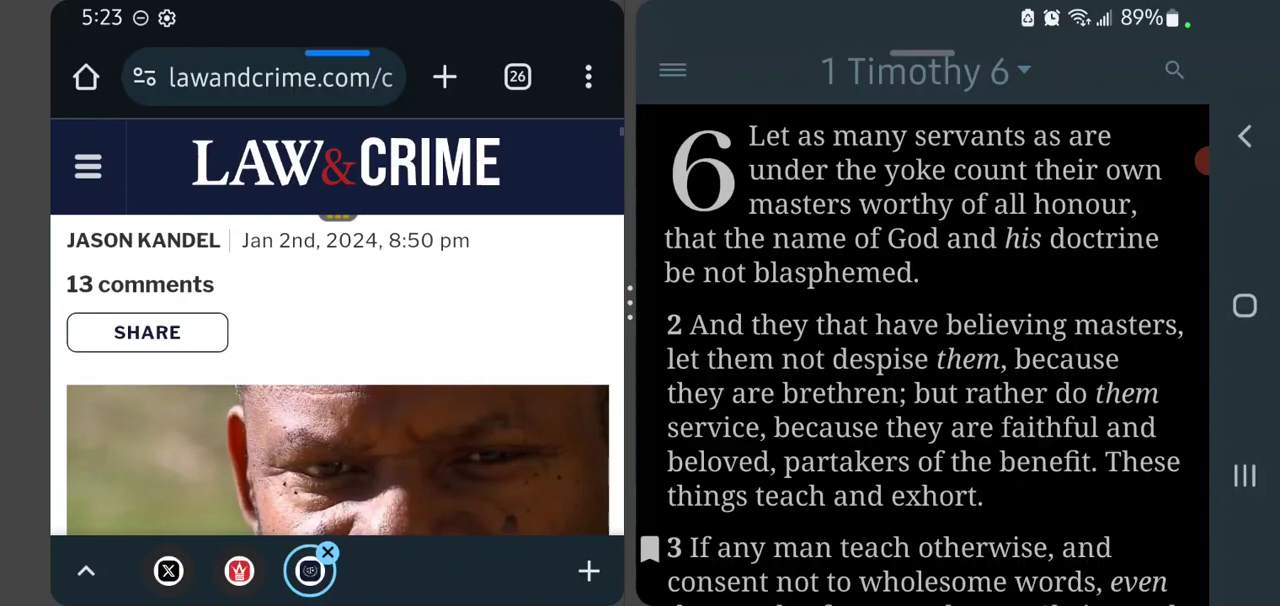 5:23
lawandcrime.com/c
26
LAW&CRIME
JASON KANDEL Jan 2nd, 2024, 8:50 pm
13 comments
SHARE
89%
1 Timothy 6
6 Let as many servants as are
under the yoke count their own
masters worthy of all honour,
that the name of God and his doctrine
be not blasphemed.
2 And they that have believing masters,
let them not despise them, because
they are brethren; but rather do them
service, because they are faithful and
beloved, partakers of the benefit. These
things teach and exhort.
3 If any man teach otherwise, and
consent not to wholesome words, even